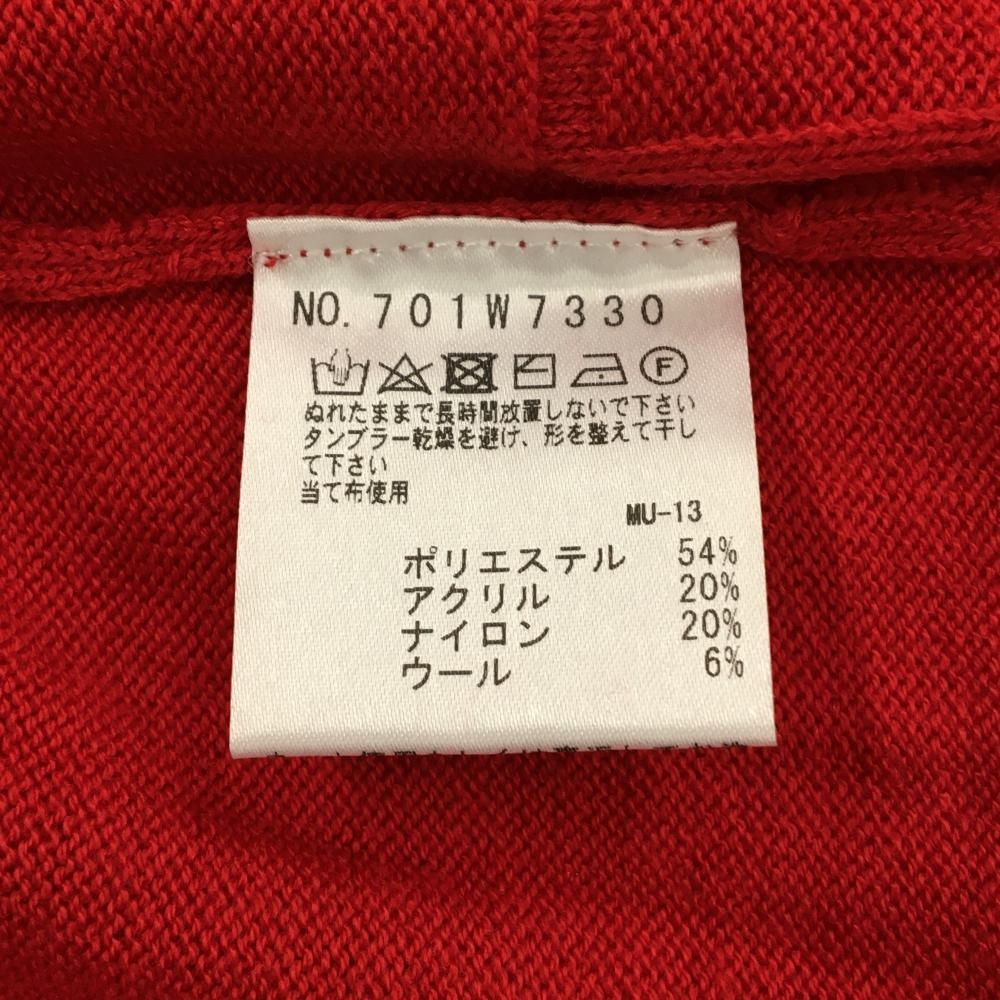 NO. 701W7330
F
ぬれたままで長時間放置しないで下さい
タンブラー乾燥を避け、形を整えて干し
て下さい
当て布使用
MU-13
ポリエステル 54%
アクリル 20%
ナイロン 20%
ウール 6%